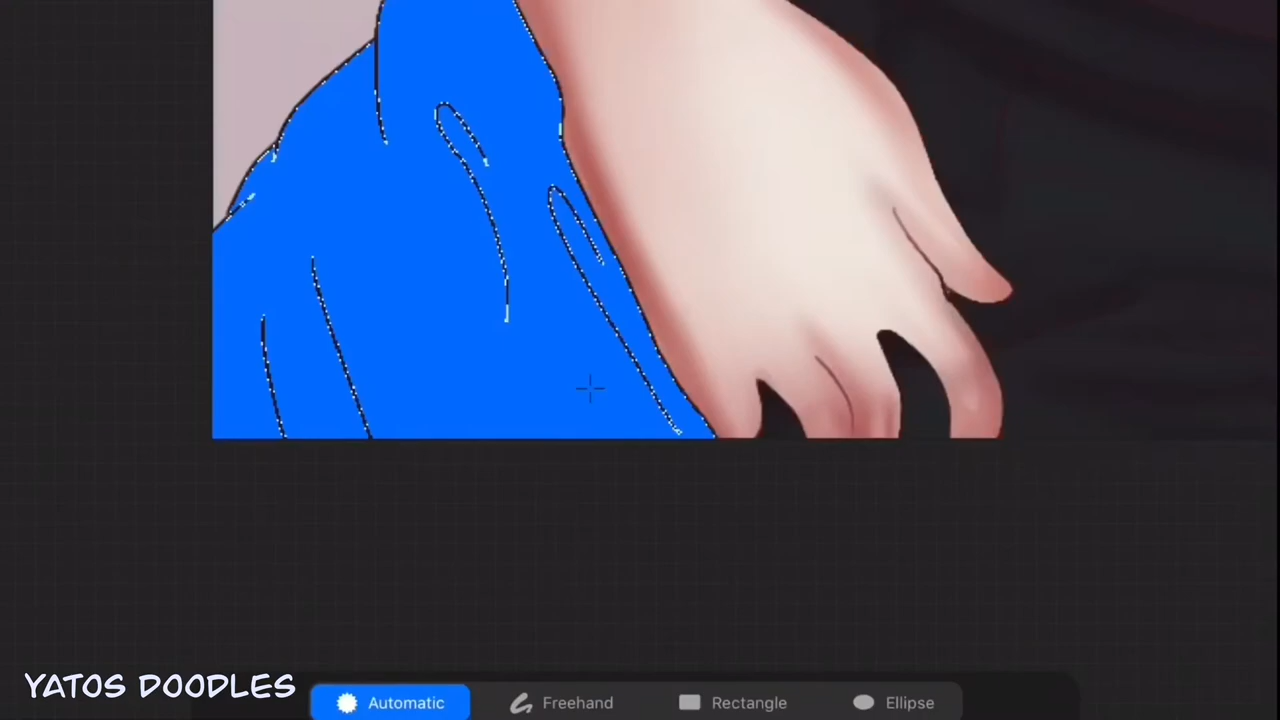 YATOS DOODLES
Automatic
Freehand
Rectangle
Ellipse